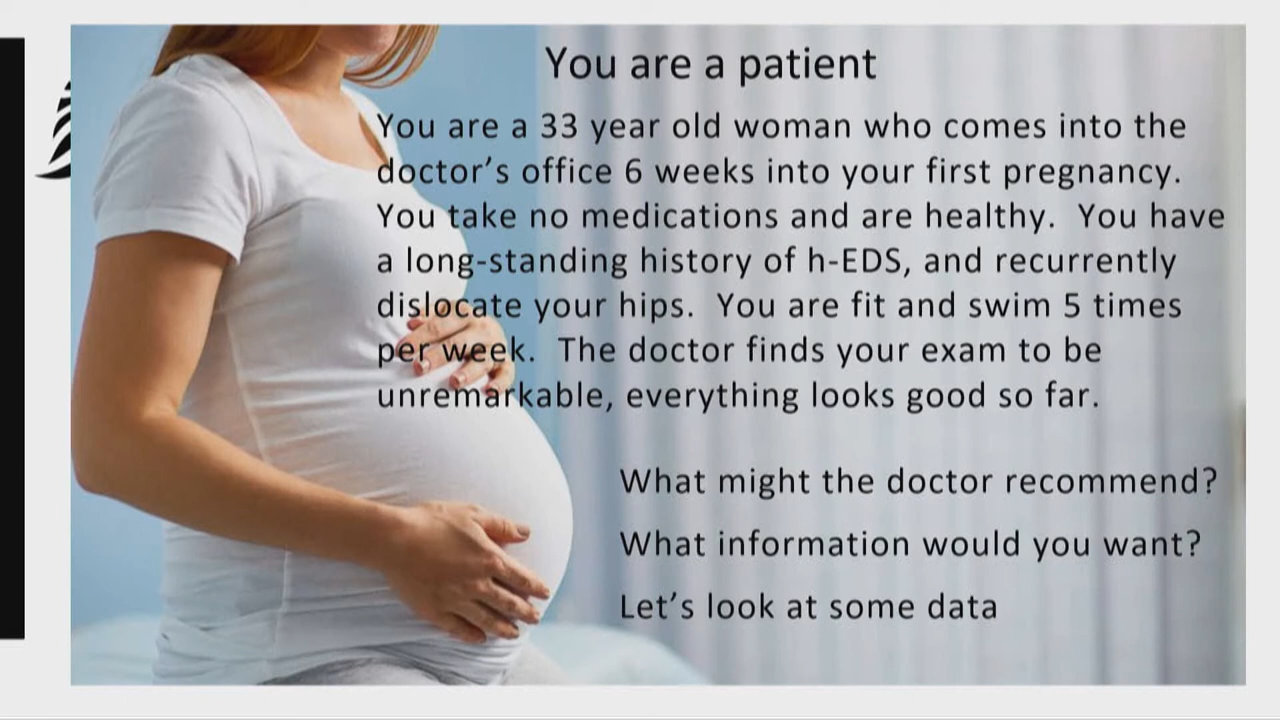 You are a patient
You are a 33 year old woman who comes into the
doctor’s office 6 weeks into your first pregnancy.
You take no medications and are healthy.  You have
a long-standing history of h-EDS, and recurrently
dislocate your hips.  You are fit and swim 5 times
per week.  The doctor finds your exam to be
unremarkable, everything looks good so far.
What might the doctor recommend?
What information would you want?
Let’s look at some data